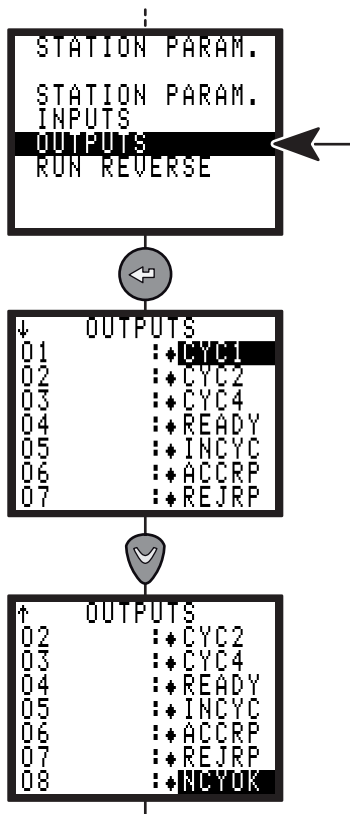 STATION PARAM.
STATION PARAM.
INPUTS
OUTPUTS
RUN REVERSE
↓ OUTPUTS
01 :♦CYC1
02 :♦CYC2
03 :♦CYC4
04 :♦READY
05 :♦INCYC
06 :♦ACCRP
07 :♦REJRP
↑ OUTPUTS
02 :♦CYC2
03 :♦CYC4
04 :♦READY
05 :♦INCYC
06 :♦ACCRP
07 :♦REJRP
08 :♦NCYOK